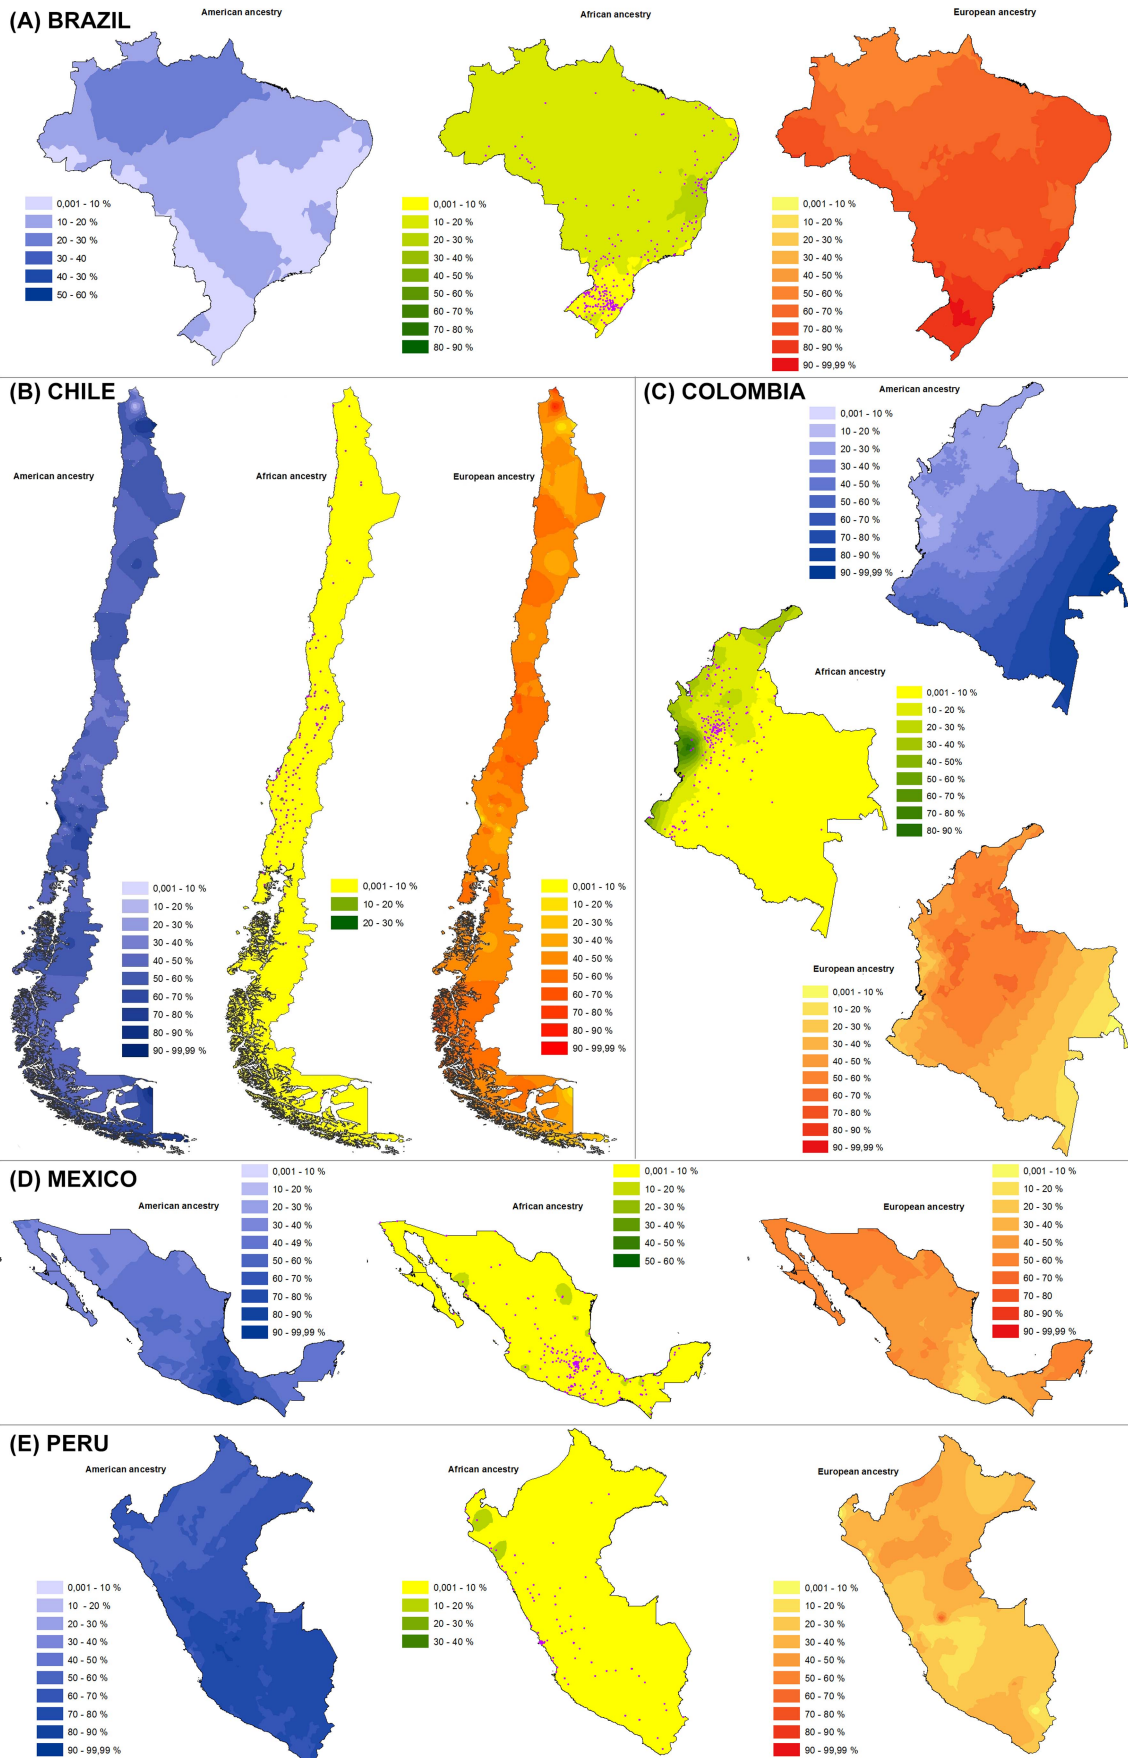 (A) BRAZIL
American ancestry
African ancestry
European ancestry
0,001 - 10 %
10 - 20 %
20 - 30 %
30 - 40
40 - 30 %
50 - 60 %
0,001 - 10 %
10 - 20 %
20 - 30 %
30 - 40 %
40 - 50 %
50 - 60 %
60 - 70 %
70 - 80 %
80 - 90 %
0,001 - 10 %
10 - 20 %
20 - 30 %
30 - 40 %
40 - 50 %
50 - 60 %
60 - 70 %
70 - 80 %
80 - 90 %
90 - 99,99 %
(B) CHILE
American ancestry
African ancestry
European ancestry
0,001 - 10 %
10 - 20 %
20 - 30 %
30 - 40 %
40 - 50 %
50 - 60 %
60 - 70 %
70 - 80 %
80 - 90 %
90 - 99,99 %
0,001 - 10 %
10 - 20 %
20 - 30 %
0,001 - 10 %
10 - 20 %
20 - 30 %
30 - 40 %
40 - 50 %
50 - 60 %
60 - 70 %
70 - 80 %
80 - 90 %
90 - 99,99 %
(C) COLOMBIA
American ancestry
0,001 - 10 %
10 - 20 %
20 - 30 %
30 - 40 %
40 - 50 %
50 - 60 %
60 - 70 %
70 - 80 %
80 - 90 %
90 - 99,99 %
African ancestry
0,001 - 10 %
10 - 20 %
20 - 30 %
30 - 40 %
40 - 50%
50 - 60 %
60 - 70 %
70 - 80 %
80- 90 %
European ancestry
0,001 - 10 %
10 - 20 %
20 - 30 %
30 - 40 %
40 - 50 %
50 - 60 %
60 - 70 %
70 - 80 %
80 - 90 %
90 - 99,99 %
(D) MEXICO
American ancestry
0,001 - 10 %
10 - 20 %
20 - 30 %
30 - 40 %
40 - 49 %
50 - 60 %
60 - 70 %
70 - 80 %
80 - 90 %
90 - 99,99 %
African ancestry
0,001 - 10 %
10 - 20 %
20 - 30 %
30 - 40 %
40 - 50 %
50 - 60 %
European ancestry
0,001 - 10 %
10 - 20 %
20 - 30 %
30 - 40 %
40 - 50 %
50 - 60 %
60 - 70 %
70 - 80
80 - 90 %
90 - 99,99 %
(E) PERU
American ancestry
African ancestry
European ancestry
0,001 - 10 %
10 - 20 %
20 - 30 %
30 - 40 %
40 - 50 %
50 - 60 %
60 - 70 %
70 - 80 %
80 - 90 %
90 - 99,99 %
0,001 - 10 %
10 - 20 %
20 - 30 %
30 - 40 %
0,001 - 10 %
10 - 20 %
20 - 30 %
30 - 40 %
40 - 50 %
50 - 60 %
60 - 70 %
70 - 80 %
80 - 90 %
90 - 99,99 %